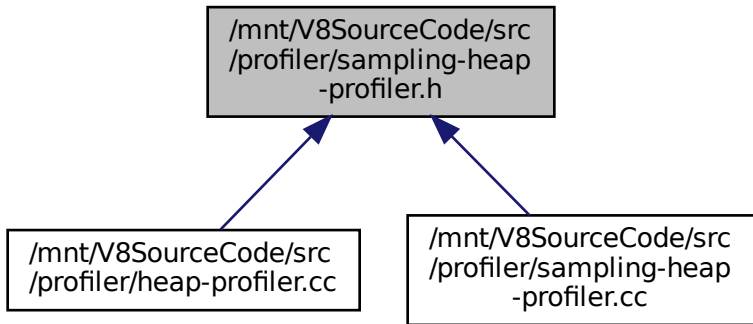 /mnt/V8SourceCode/src
/profiler/sampling-heap
-profiler.h
/mnt/V8SourceCode/src
/profiler/heap-profiler.cc
/mnt/V8SourceCode/src
/profiler/sampling-heap
-profiler.cc